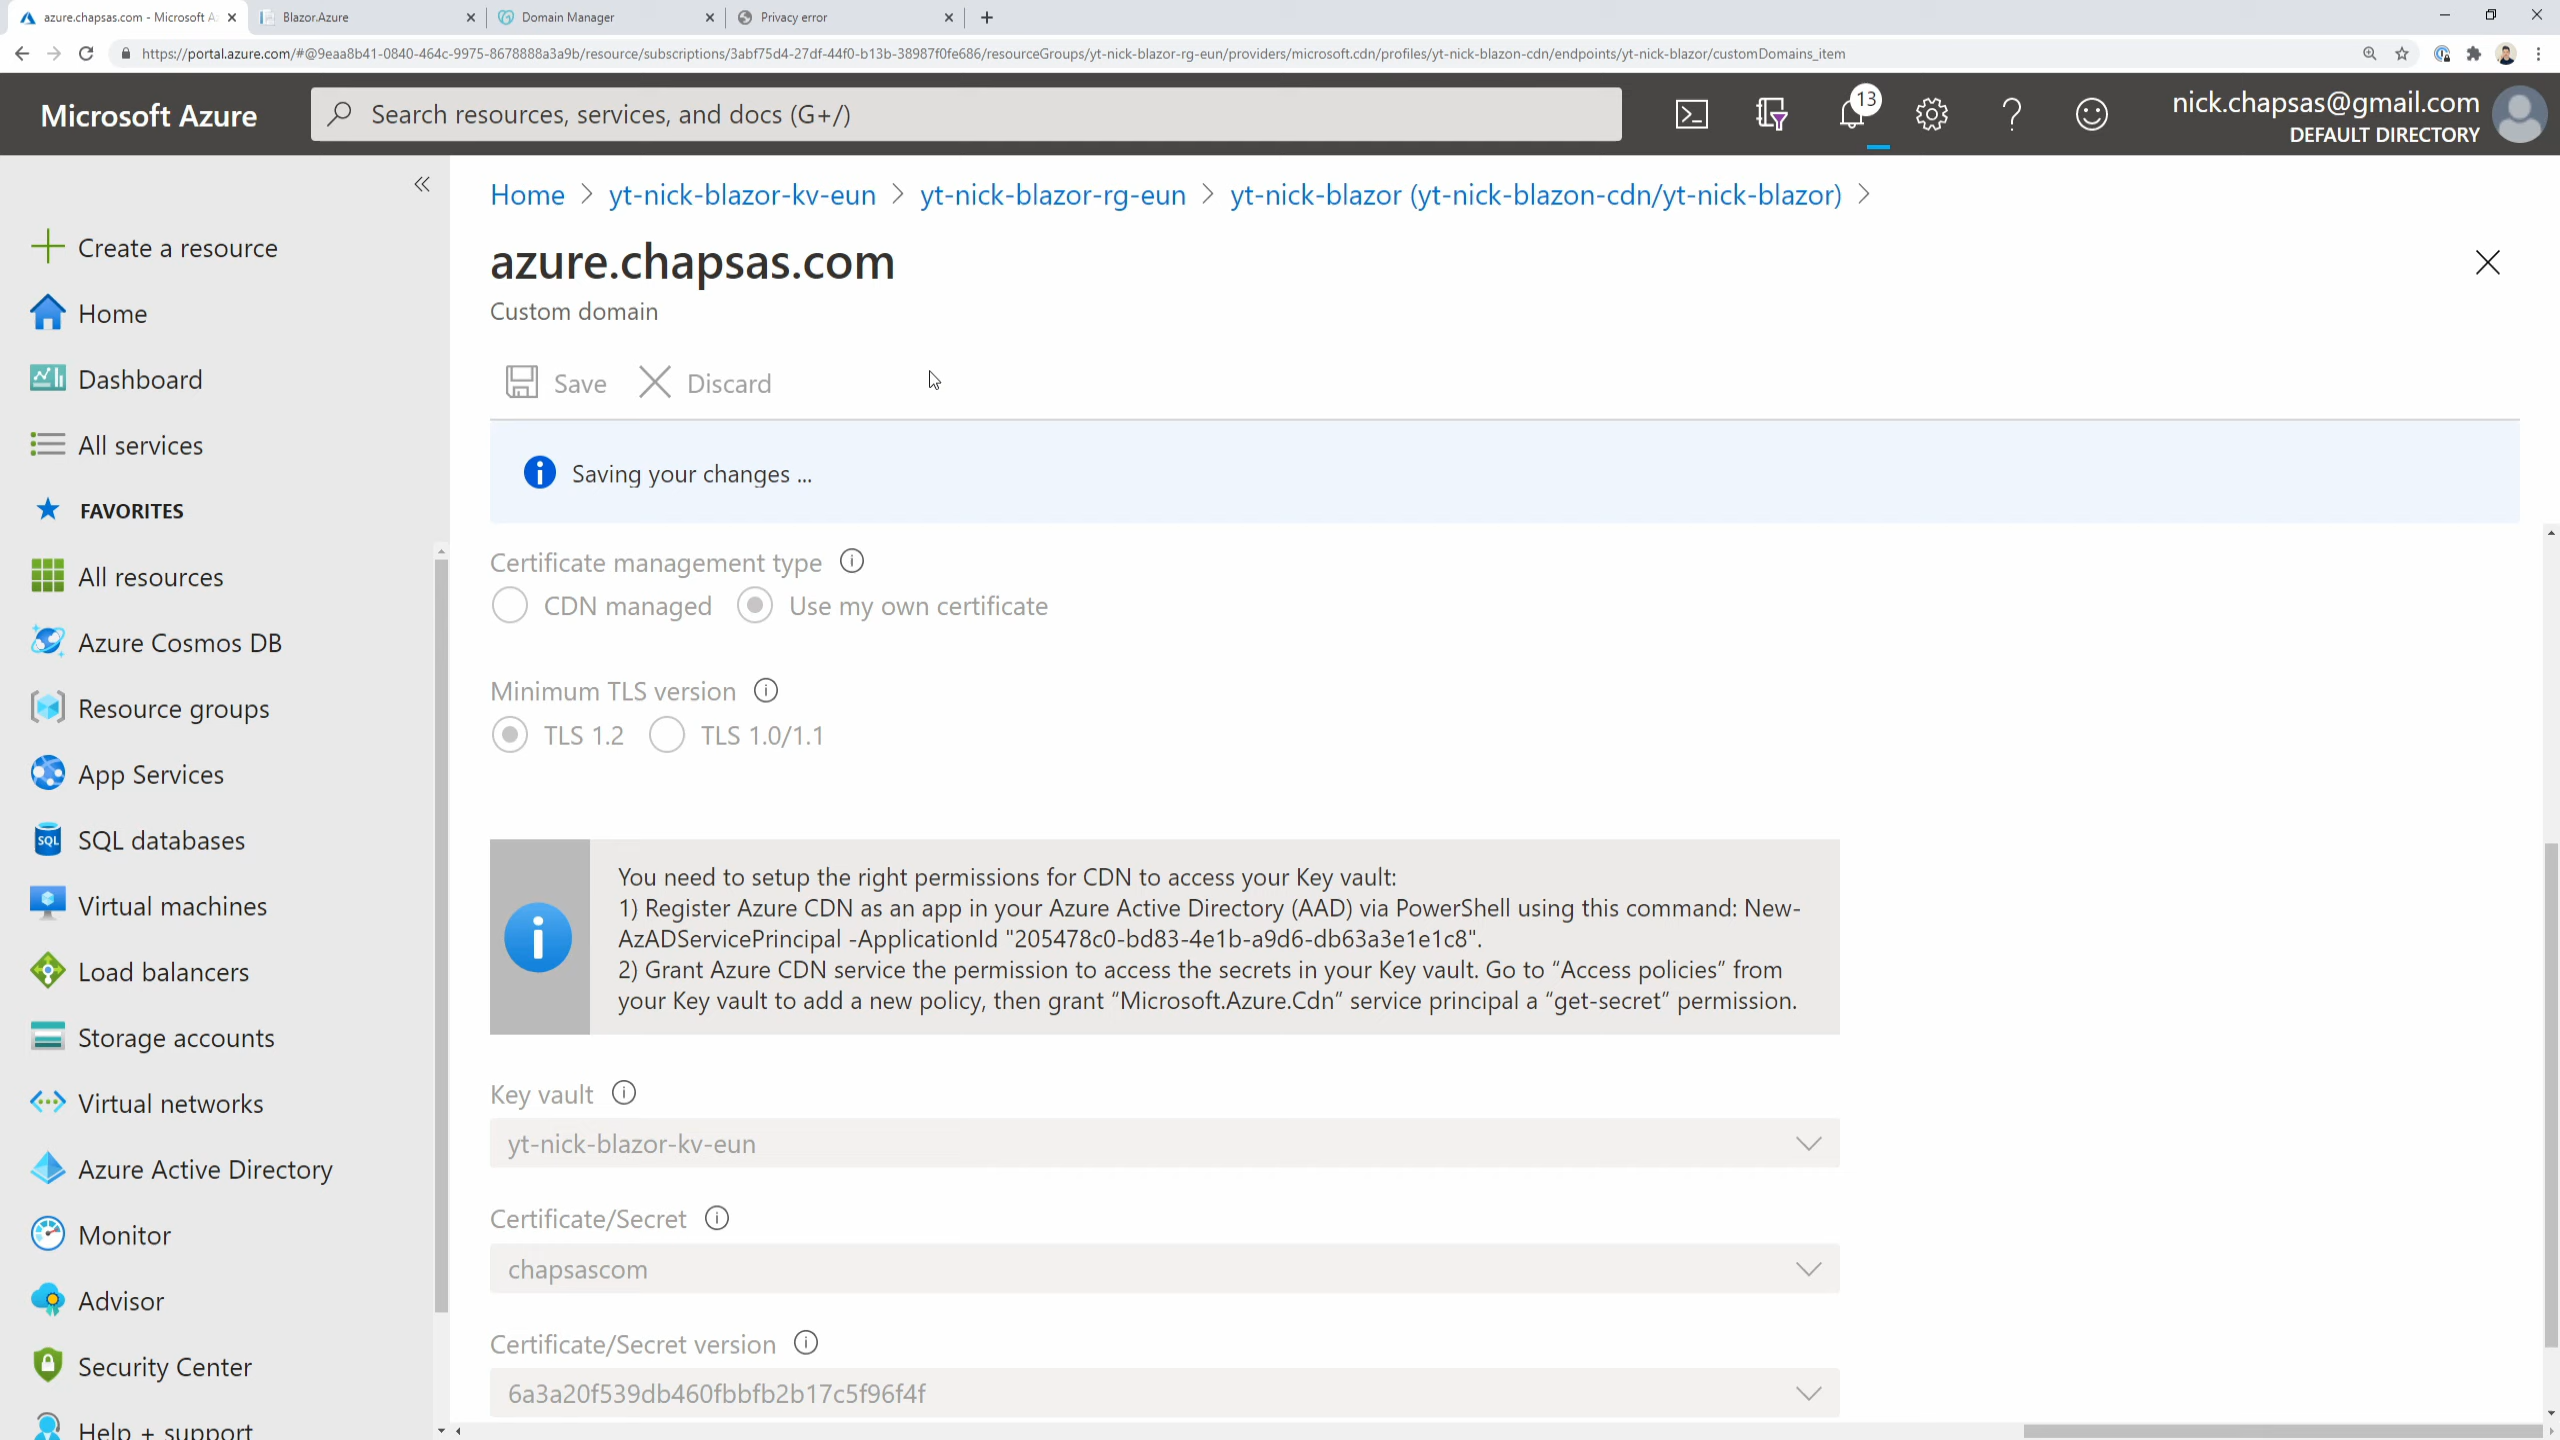 azure.chapsas.com - Microsoft A
Blazor.Azure
Domain Manager
Privacy error
https://portal.azure.com/#@9eaa8b41-0840-464c-9975-8678888a3a9b/resource/subscriptions/3abf75d4-27df-44f0-b13b-38987f0fe686/resourceGroups/yt-nick-blazor-rg-eun/providers/microsoft.cdn/profiles/yt-nick-blazon-cdn/endpoints/yt-nick-blazor/customDomains_item
Microsoft Azure
Search resources, services, and docs (G+/)
13
nick.chapsas@gmail.com
DEFAULT DIRECTORY
Create a resource
Home
Dashboard
All services
FAVORITES
All resources
Azure Cosmos DB
Resource groups
App Services
SQL
SQL databases
Virtual machines
Load balancers
Storage accounts
Virtual networks
Azure Active Directory
Monitor
Advisor
Security Center
Help + support
Home > yt-nick-blazor-kv-eun > yt-nick-blazor-rg-eun > yt-nick-blazor (yt-nick-blazon-cdn/yt-nick-blazor) >
azure.chapsas.com
Custom domain
Save
Discard
Saving your changes ...
Certificate management type
CDN managed
Use my own certificate
Minimum TLS version
TLS 1.2
TLS 1.0/1.1
You need to setup the right permissions for CDN to access your Key vault:
1) Register Azure CDN as an app in your Azure Active Directory (AAD) via PowerShell using this command: New-
AzADServicePrincipal -ApplicationId "205478c0-bd83-4e1b-a9d6-db63a3e1e1c8".
2) Grant Azure CDN service the permission to access the secrets in your Key vault. Go to “Access policies” from
your Key vault to add a new policy, then grant “Microsoft.Azure.Cdn” service principal a “get-secret” permission.
Key vault
yt-nick-blazor-kv-eun
Certificate/Secret
chapsascom
Certificate/Secret version
6a3a20f539db460fbbfb2b17c5f96f4f